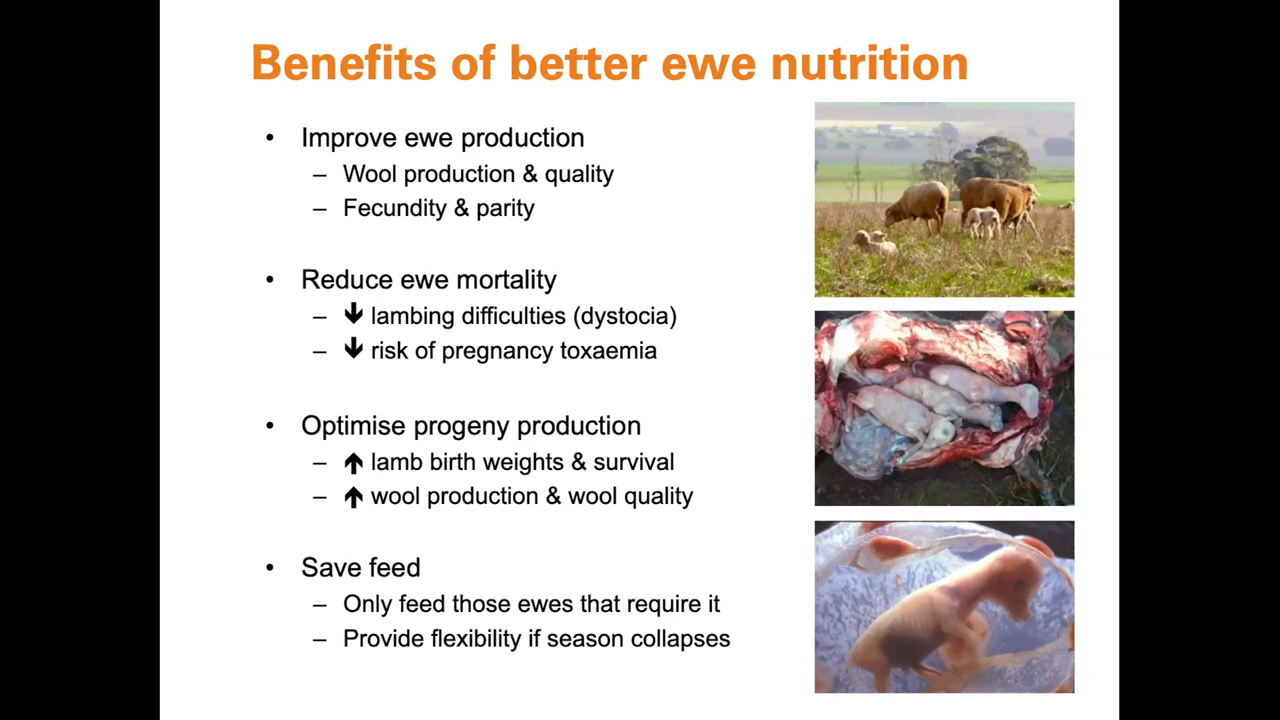 Benefits of better ewe nutrition
• Improve ewe production
– Wool production & quality
– Fecundity & parity
• Reduce ewe mortality
– 🡻 lambing difficulties (dystocia)
– 🡻 risk of pregnancy toxaemia
• Optimise progeny production
– 🡹 lamb birth weights & survival
– 🡹 wool production & wool quality
• Save feed
– Only feed those ewes that require it
– Provide flexibility if season collapses